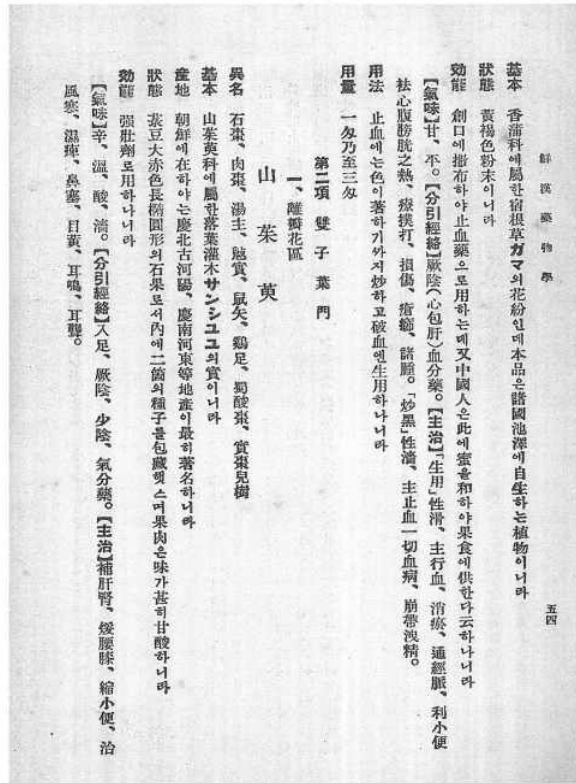 鮮漢藥物學
五四
基本 香蒲科에屬한宿根草ガマ의花紛인데本品은諸國池澤에自生하는植物이니라
狀態 黃褐色粉末이니라
効能 創口에撒布하야止血藥으로用하는데又中國人은此에蜜을和하야果食에供한다云하나니라
【氣味】甘、平。【分引經絡】厥陰(心包肝)血分藥。【主治】「生用」性滑、主行血、消瘀、通經脈、利小便
祛心腹膀胱之熱、療撲打、損傷、瘡癤、諸腫。「炒黑」性濇、主止血一切血病、崩帶洩精。
用法 止血에는色이著하기싸지炒하고破血엔生用하나니라
用量 一匁乃至三匁
第二項 雙子葉門
一、離瓣花區
山茱萸
異名 石棗、肉棗、湯主、鬾實、鼠矢、鷄足、蜀酸棗、實棗兒樹
基本 山茱萸科에屬한落葉灌木サンシユユ의實이니라
産地 朝鮮에在하야는慶北古河陽、慶南河東等地産이最히著名하니라
狀態 菉豆大赤色長橢圓形의石果로서內에二箇의種子를包藏햇스며果肉은味가甚히甘酸하니라
効能 强壯劑로用하나니라
【氣味】辛、溫、酸、濇。【分引經絡】入足、厥陰、少陰、氣分藥。【主治】補肝腎、煖腰膝、縮小便、治
風寒、濕痺、鼻塞、目黃、耳鳴、耳聾。